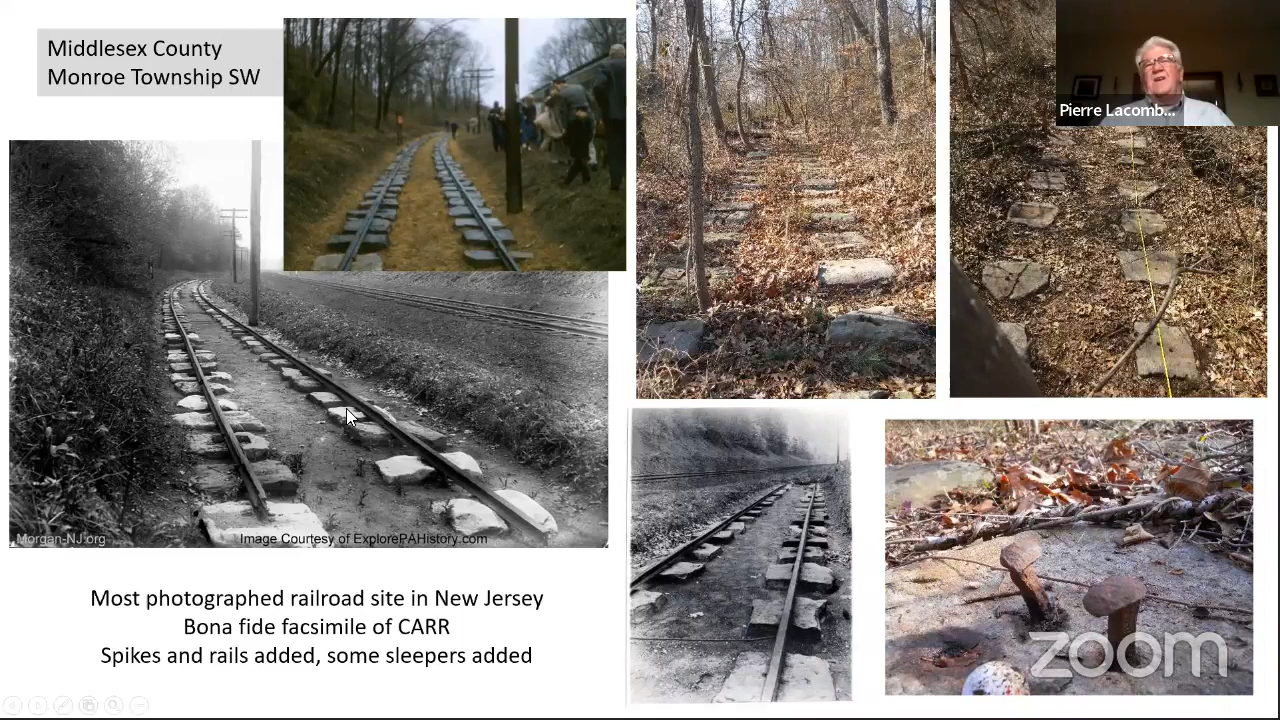 Middlesex County
Monroe Township SW
Pierre Lacomb...
Morgan-NJ.org
Image Courtesy of ExplorePAHistory.com
Most photographed railroad site in New Jersey
Bona fide facsimile of CARR
Spikes and rails added, some sleepers added
zoom